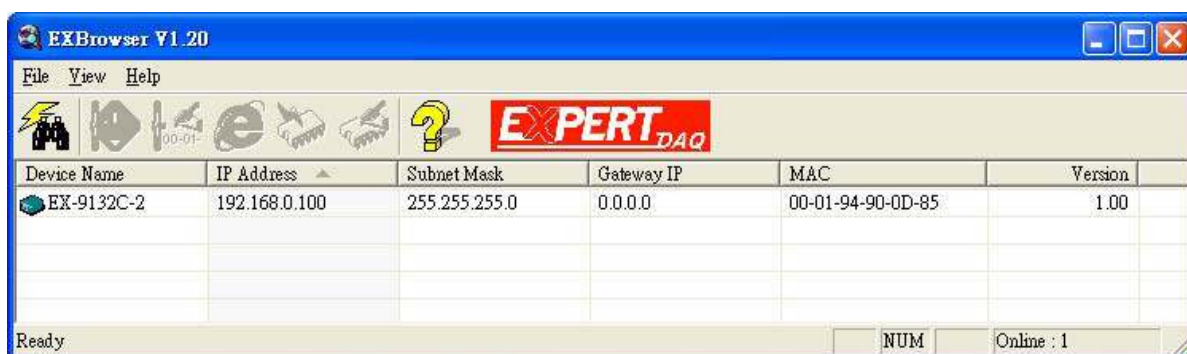 EXBrowser V1.20
File View Help
00-01-
EXPERT DAQ
Device Name IP Address Subnet Mask Gateway IP MAC Version
EX-9132C-2 192.168.0.100 255.255.255.0 0.0.0.0 00-01-94-90-0D-85 1.00
Ready NUM Online : 1